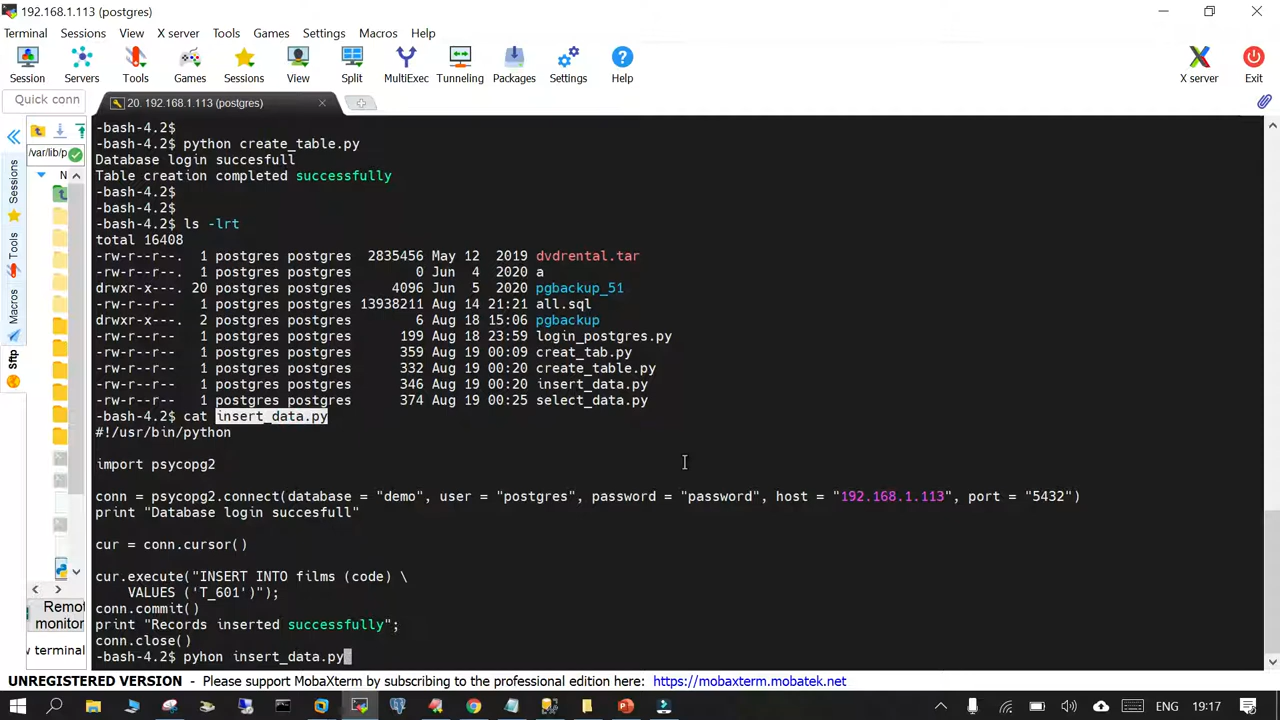 192.168.1.113 (postgres)
Terminal Sessions View X server Tools Games Settings Macros Help
Session Servers Tools Games Sessions View Split MultiExec Tunneling Packages Settings Help X server Exit
Quick conn
20. 192.168.1.113 (postgres)
/var/lib/p
N
Sessions
Tools
Macros
Sftp
Remo
monitor
v terminal
-bash-4.2$
-bash-4.2$ python create_table.py
Database login succesfull
Table creation completed successfully
-bash-4.2$
-bash-4.2$
-bash-4.2$ ls -lrt
total 16408
-rw-r--r--. 1 postgres postgres 2835456 May 12 2019 dvdrental.tar
-rw-r--r--. 1 postgres postgres 0 Jun 4 2020 a
drwxr-x---. 20 postgres postgres 4096 Jun 5 2020 pgbackup_51
-rw-r--r-- 1 postgres postgres 13938211 Aug 14 21:21 all.sql
drwxr-x---. 2 postgres postgres 6 Aug 18 15:06 pgbackup
-rw-r--r-- 1 postgres postgres 199 Aug 18 23:59 login_postgres.py
-rw-r--r-- 1 postgres postgres 359 Aug 19 00:09 creat_tab.py
-rw-r--r-- 1 postgres postgres 332 Aug 19 00:20 create_table.py
-rw-r--r-- 1 postgres postgres 346 Aug 19 00:20 insert_data.py
-rw-r--r-- 1 postgres postgres 374 Aug 19 00:25 select_data.py
-bash-4.2$ cat insert_data.py
#!/usr/bin/python
import psycopg2
conn = psycopg2.connect(database = "demo", user = "postgres", password = "password", host = "192.168.1.113", port = "5432")
print "Database login succesfull"
cur = conn.cursor()
cur.execute("INSERT INTO films (code) \
VALUES ('T_601')");
conn.commit()
print "Records inserted successfully";
conn.close()
-bash-4.2$ pyhon insert_data.py
UNREGISTERED VERSION - Please support MobaXterm by subscribing to the professional edition here: https://mobaxterm.mobatek.net
ENG 19:17